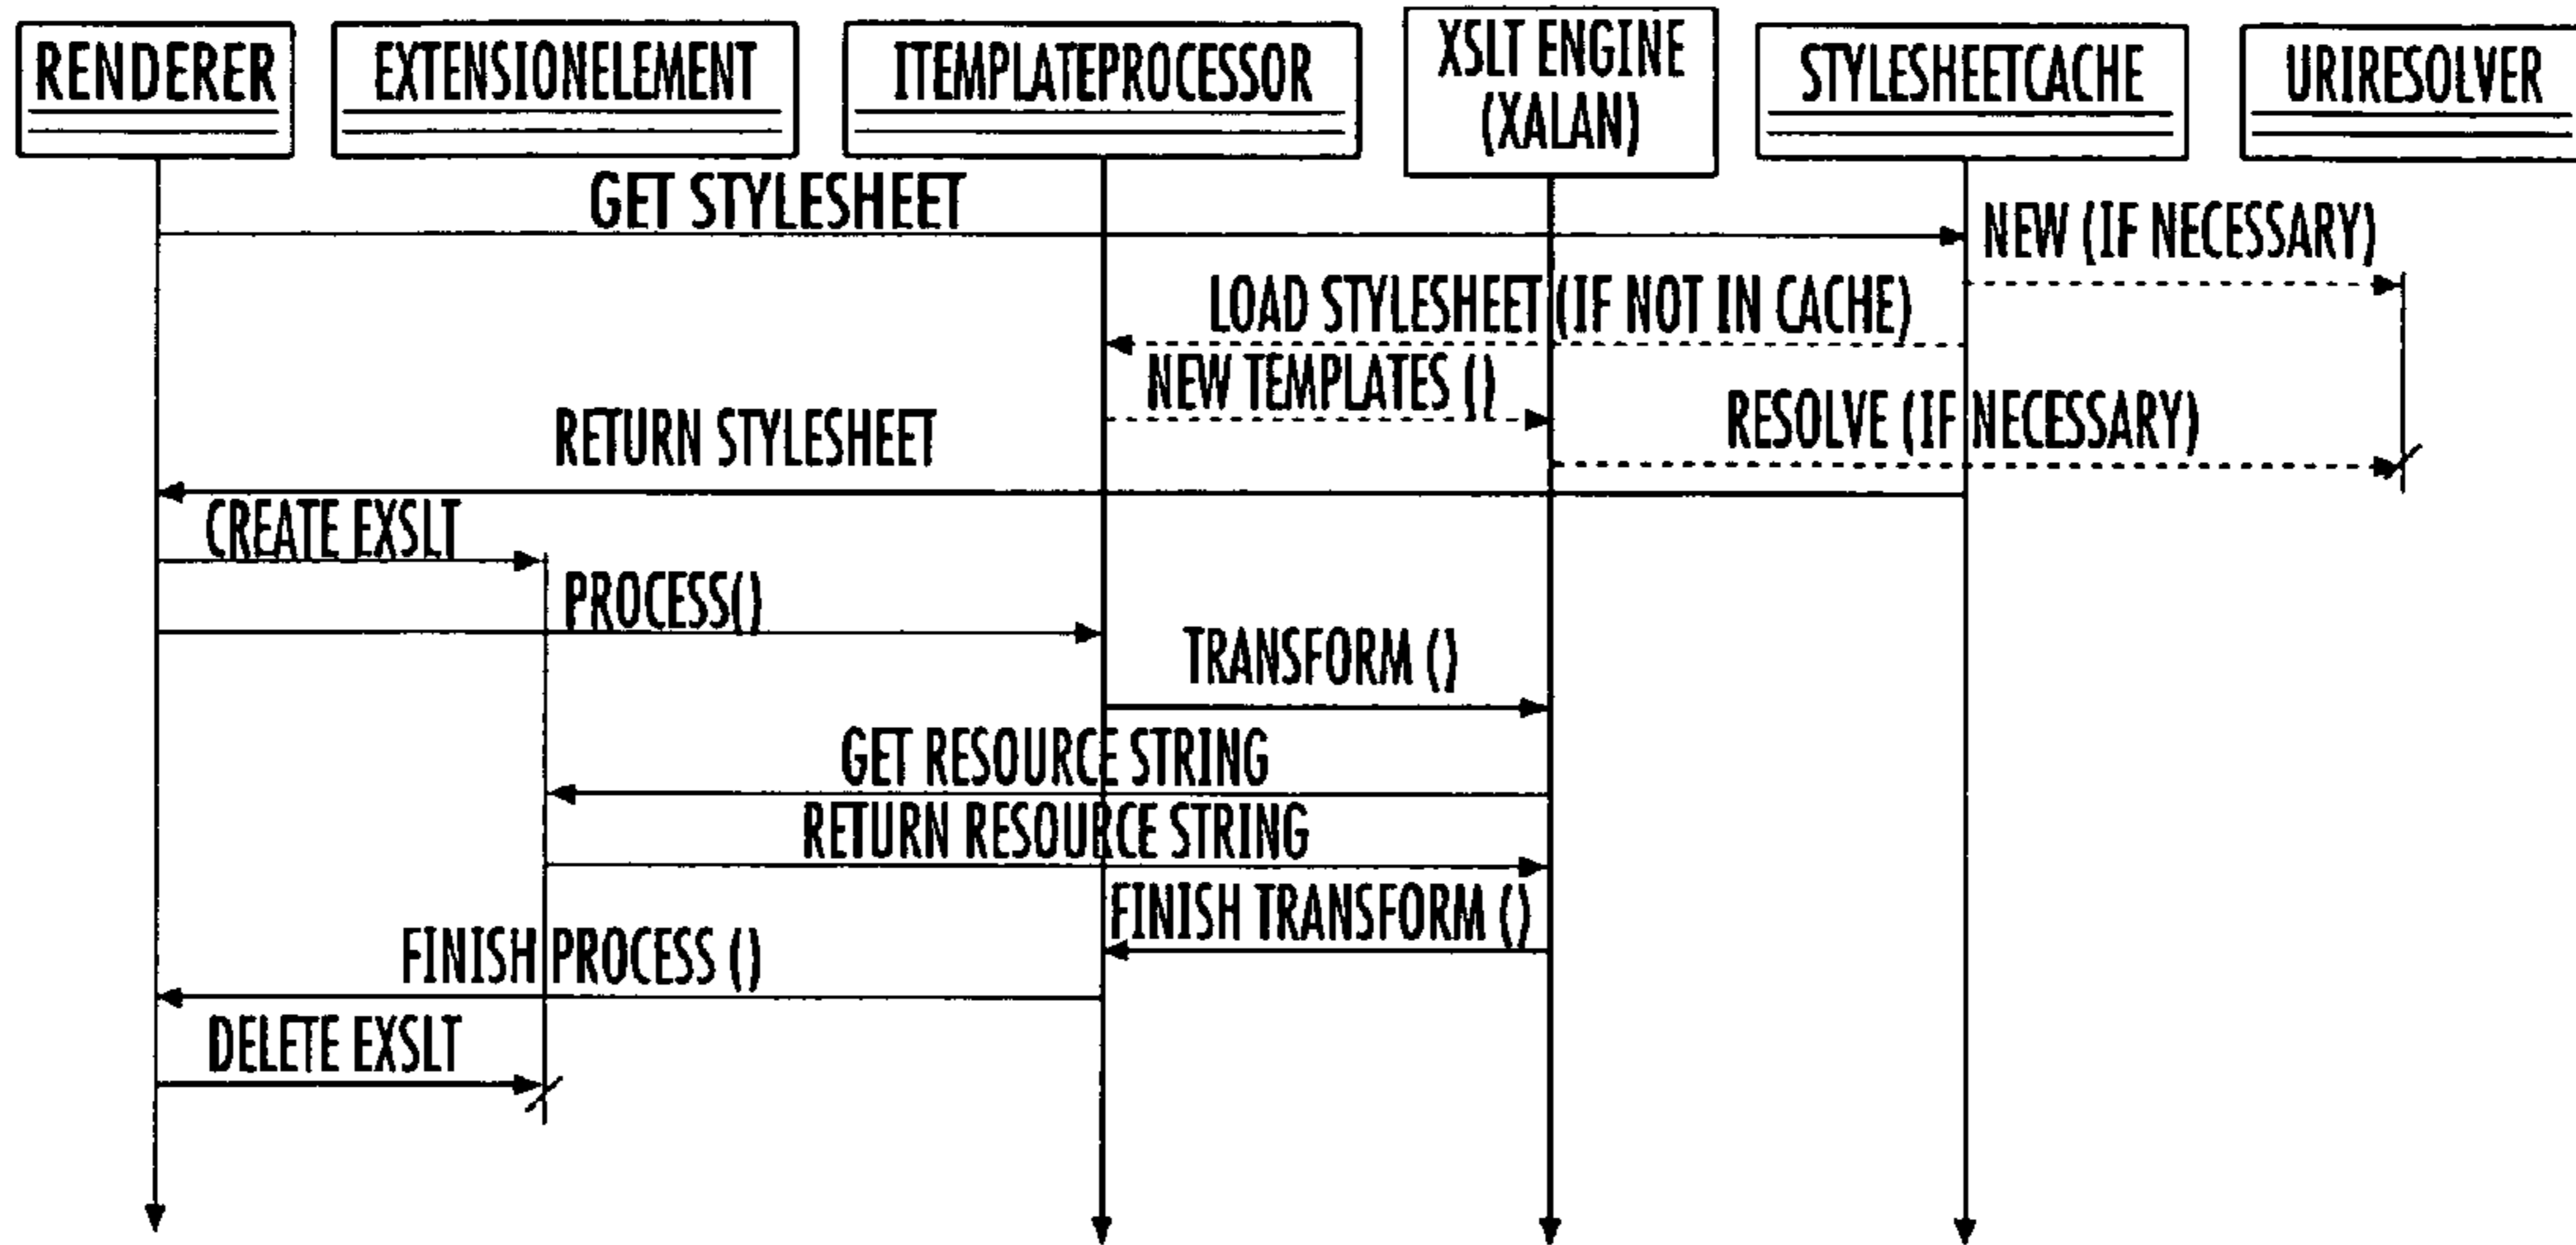 RENDERER
EXTENSIONELEMENT
ITEMPLATEPROCESSOR
XSLT ENGINE
(XALAN)
STYLESHEETCACHE
URIRESOLVER
GET STYLESHEET
NEW (IF NECESSARY)
LOAD STYLESHEET (IF NOT IN CACHE)
NEW TEMPLATES ()
RESOLVE (IF NECESSARY)
RETURN STYLESHEET
CREATE EXSLT
PROCESS()
TRANSFORM ()
GET RESOURCE STRING
RETURN RESOURCE STRING
FINISH TRANSFORM ()
FINISH PROCESS ()
DELETE EXSLT